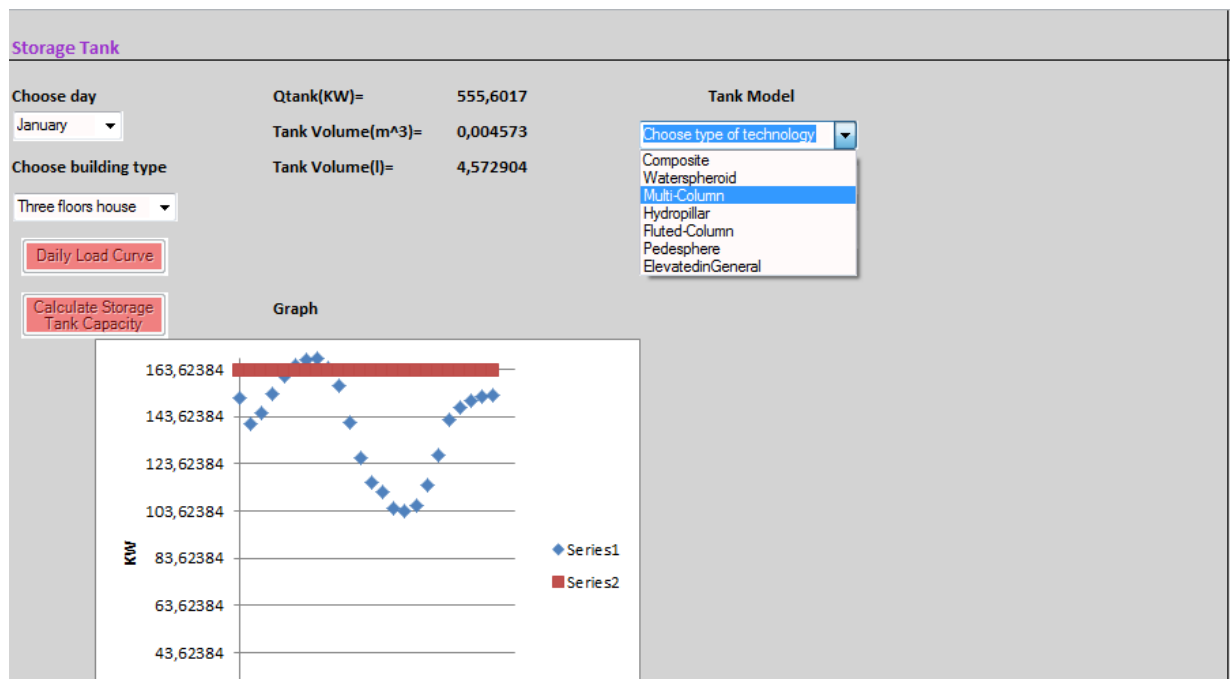 Storage Tank
Choose day
Qtank(KW)= 555,6017
Tank Model
January
Tank Volume(m^3)= 0,004573
Choose type of technology
Choose building type
Tank Volume(l)= 4,572904
Composite
Waterspheroid
Multi-Column
Hydropillar
Fluted-Column
Pedesphere
ElevatedinGeneral
Three floors house
Daily Load Curve
Calculate Storage
Tank Capacity
Graph
163,62384
143,62384
123,62384
103,62384
83,62384
63,62384
43,62384
KW
Series1
Series2